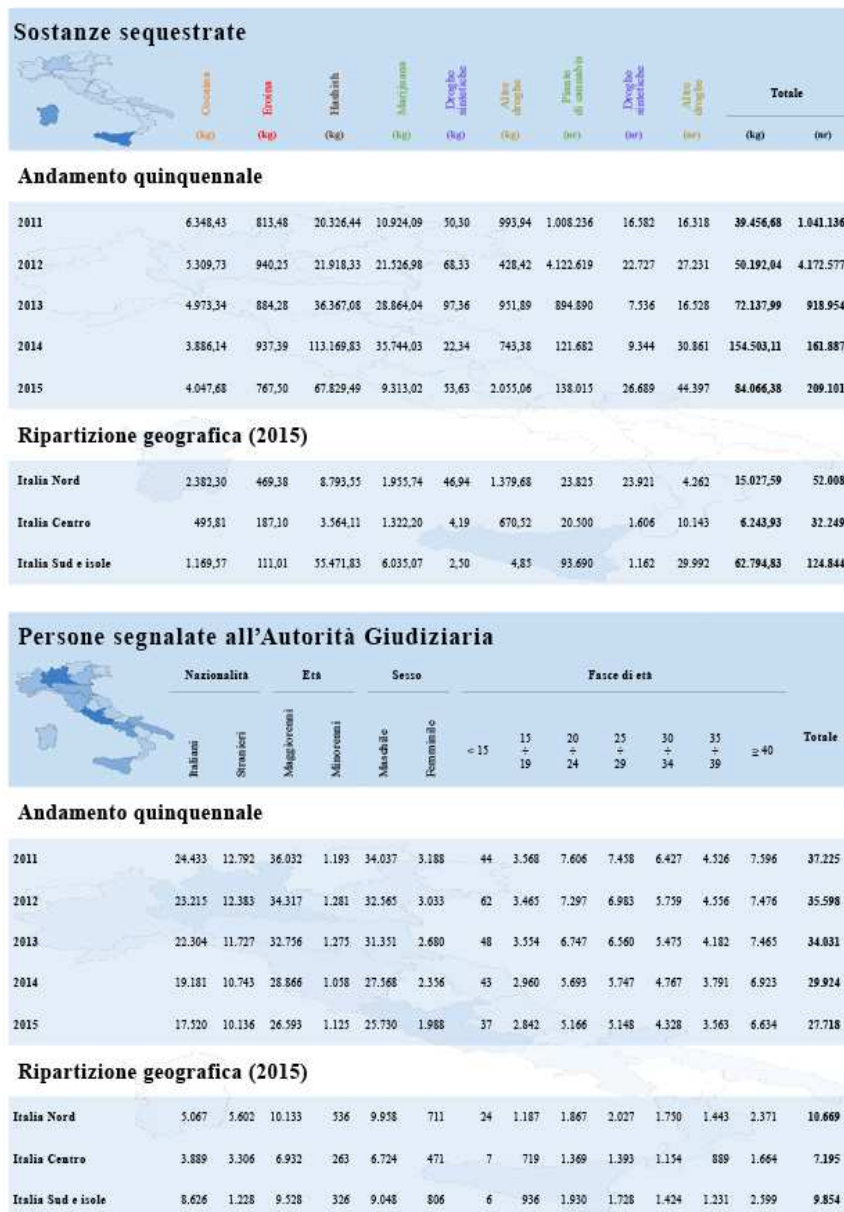 Sostanze sequestrate
Cocaina Eroina Hashish Marijuana Droghe sintetiche Altre droghe Piante di cannabis Droghe sintetiche Altre droghe Totale
(kg) (kg) (kg) (kg) (kg) (kg) (nr) (nr) (nr) (kg) (nr)
Andamento quinquennale
2011 6.348,43 813,48 20.326,44 10.924,09 50,30 993,94 1.008.236 16.582 16.318 39.456,68 1.041.136
2012 5.309,73 940,25 21.918,33 21.526,98 68,33 428,42 4.122.619 22.727 27.231 50.192,04 4.172.577
2013 4.973,34 884,28 36.367,08 28.864,04 97,36 951,89 894.890 7.536 16.528 72.137,99 918.954
2014 3.886,14 937,39 113.169,83 35.744,03 22,34 743,38 121.682 9.344 30.861 154.503,11 161.887
2015 4.047,68 767,50 67.829,49 9.313,02 53,63 2.055,06 138.015 26.689 44.397 84.066,38 209.101
Ripartizione geografica (2015)
Italia Nord 2.382,30 469,38 8.793,55 1.955,74 46,94 1.379,68 23.825 23.921 4.262 15.027,59 52.008
Italia Centro 495,81 187,10 3.564,11 1.322,20 4,19 670,52 20.500 1.606 10.143 6.243,93 32.249
Italia Sud e isole 1.169,57 111,01 55.471,83 6.035,07 2,50 4,85 93.690 1.162 29.992 62.794,83 124.844
Persone segnalate all'Autorità Giudiziaria
Nazionalità Età Sesso Fasce di età
Italiani Stranieri Maggiorenni Minorenni Maschile Femminile < 15 15 ÷ 19 20 ÷ 24 25 ÷ 29 30 ÷ 34 35 ÷ 39 ≥ 40 Totale
Andamento quinquennale
2011 24.433 12.792 36.032 1.193 34.037 3.188 44 3.568 7.606 7.458 6.427 4.526 7.596 37.225
2012 23.215 12.383 34.317 1.281 32.565 3.033 62 3.465 7.297 6.983 5.759 4.556 7.476 35.598
2013 22.304 11.727 32.756 1.275 31.351 2.680 48 3.554 6.747 6.560 5.475 4.182 7.465 34.031
2014 19.181 10.743 28.866 1.058 27.568 2.356 43 2.960 5.693 5.747 4.767 3.791 6.923 29.924
2015 17.520 10.136 26.593 1.125 25.730 1.988 37 2.842 5.166 5.148 4.328 3.563 6.634 27.718
Ripartizione geografica (2015)
Italia Nord 5.067 5.602 10.133 536 9.958 711 24 1.187 1.867 2.027 1.750 1.443 2.371 10.669
Italia Centro 3.889 3.306 6.932 263 6.724 471 7 719 1.369 1.393 1.154 889 1.664 7.195
Italia Sud e isole 8.626 1.228 9.528 326 9.048 806 6 936 1.930 1.728 1.424 1.231 2.599 9.854